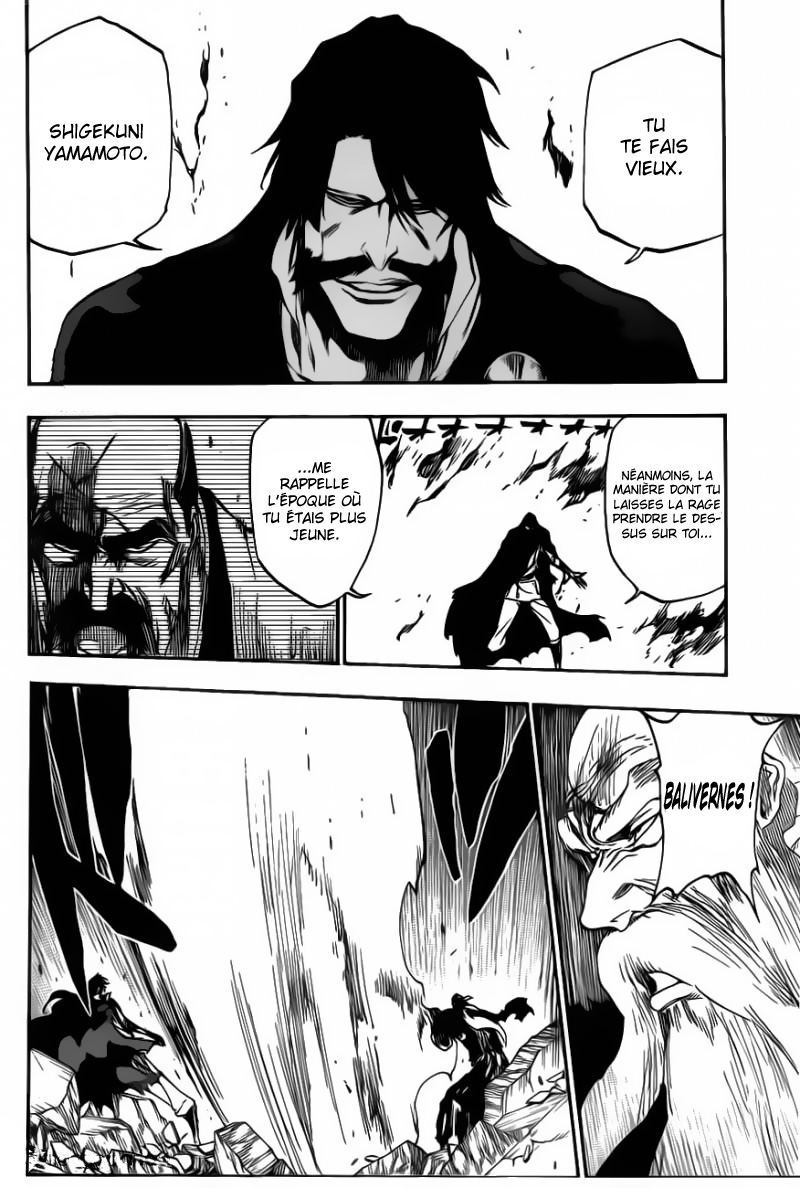 TU
TE FAIS
VIEUX.
SHIGEKUNI
YAMAMOTO.
NÉANMOINS, LA
MANIÈRE DONT TU
LAISSES LA RAGE
PRENDRE LE DES-
SUS SUR TOI...
...ME
RAPPELLE
L'ÉPOQUE OÙ
TU ÉTAIS PLUS
JEUNE.
BALIVERNES !